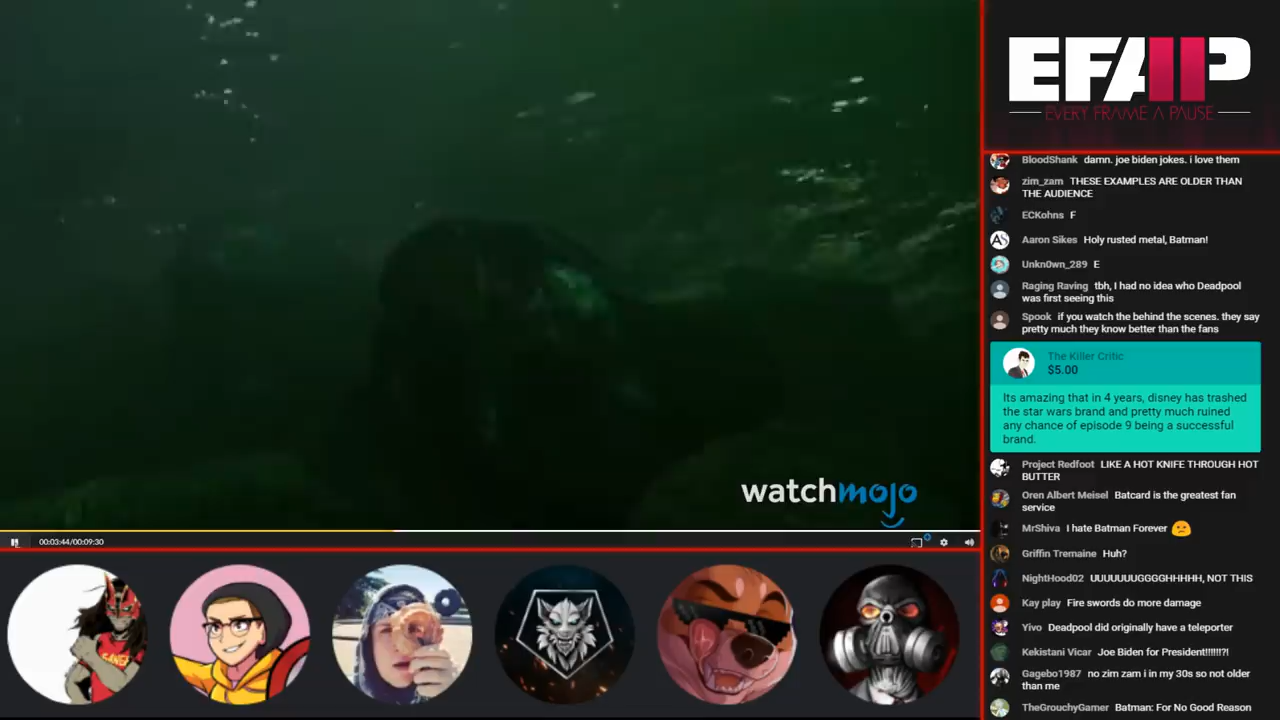 EFAP
EVERY FRAME A PAUSE
BloodShank damn. joe biden jokes. i love them
zim_zam THESE EXAMPLES ARE OLDER THAN
THE AUDIENCE
ECKohns F
Aaron Sikes Holy rusted metal, Batman!
Unkn0wn_289 E
Raging Raving tbh, I had no idea who Deadpool
was first seeing this
Spook if you watch the behind the scenes. they say
pretty much they know better than the fans
The Killer Critic
$5.00
Its amazing that in 4 years, disney has trashed
the star wars brand and pretty much ruined
any chance of episode 9 being a successful
brand.
Project Redfoot LIKE A HOT KNIFE THROUGH HOT
BUTTER
Oren Albert Meisel Batcard is the greatest fan
service
MrShiva I hate Batman Forever
Griffin Tremaine Huh?
NightHood02 UUUUUUUGGGGHHHHH, NOT THIS
Kay play Fire swords do more damage
Yivo Deadpool did originally have a teleporter
Kekistani Vicar Joe Biden for President!!!!!!?!
Gagebo1987 no zim zam i in my 30s so not older
than me
TheGrouchyGamer Batman: For No Good Reason
watchmojo
00:03:44/00:09:30